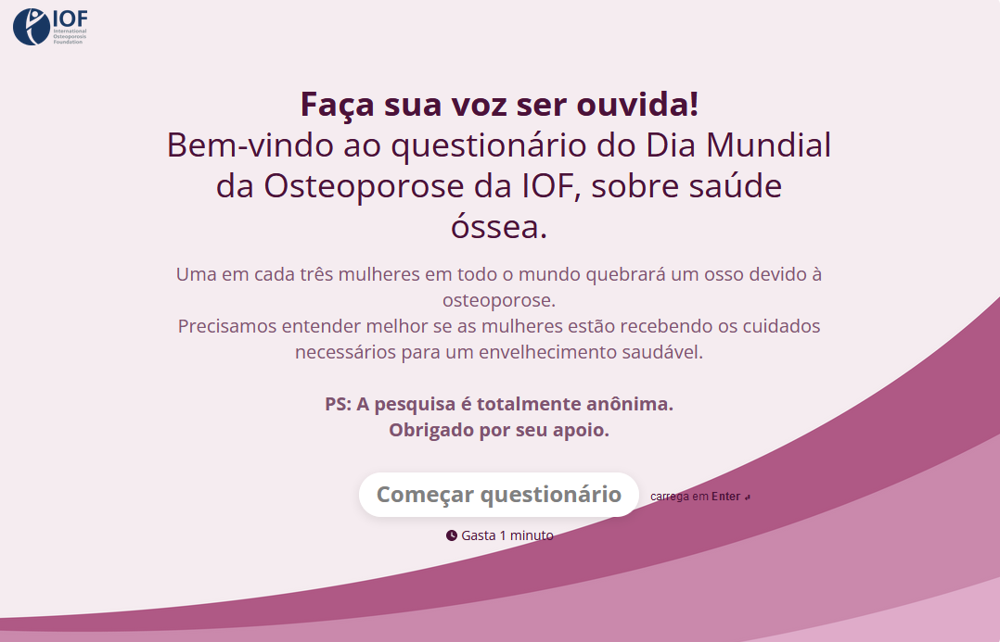 IOF
International
Osteoporosis
Foundation
Faça sua voz ser ouvida!
Bem-vindo ao questionário do Dia Mundial
da Osteoporose da IOF, sobre saúde
óssea.
Uma em cada três mulheres em todo o mundo quebrará um osso devido à
osteoporose.
Precisamos entender melhor se as mulheres estão recebendo os cuidados
necessários para um envelhecimento saudável.
PS: A pesquisa é totalmente anônima.
Obrigado por seu apoio.
Começar questionário
carrega em Enter ↲
Gasta 1 minuto